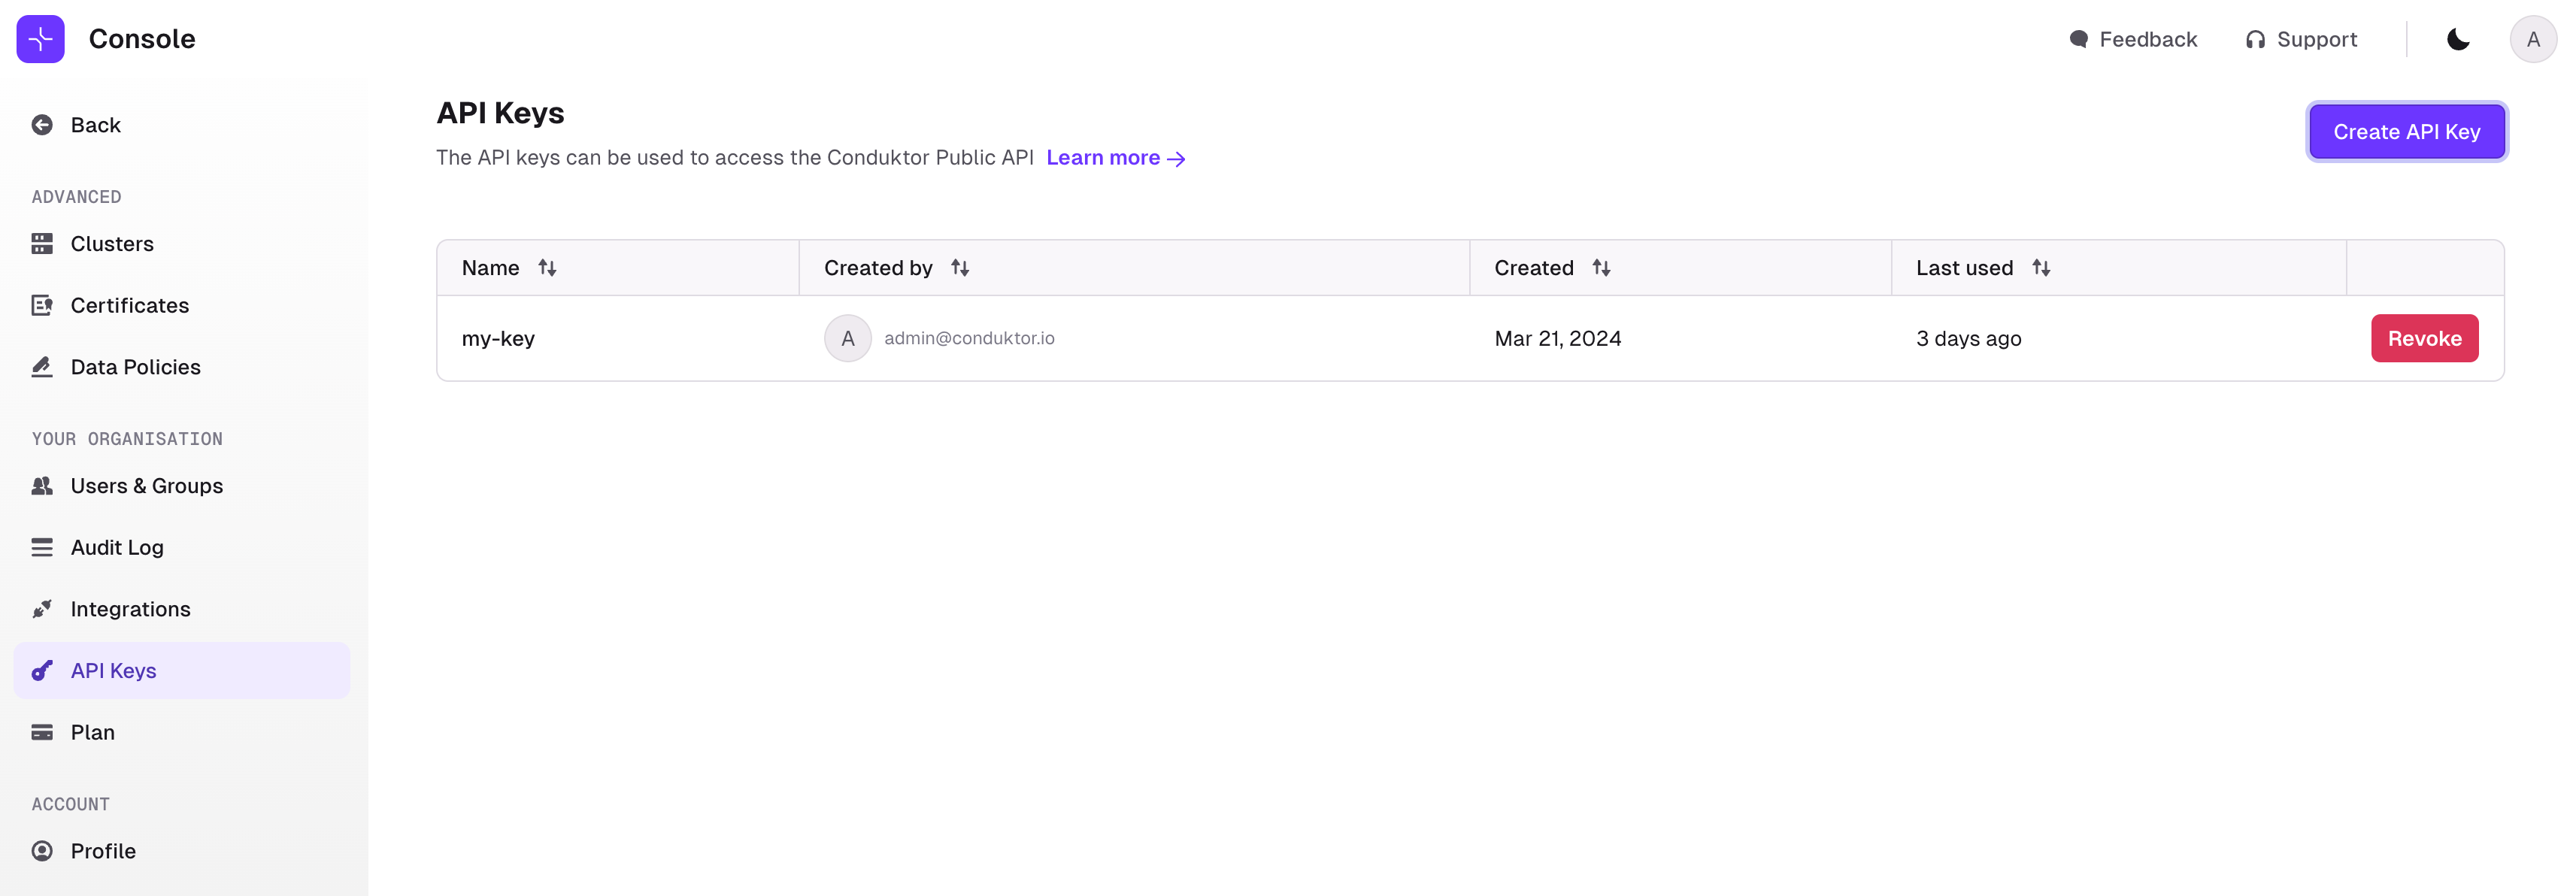 Console
Feedback
Support
A
Back
ADVANCED
Clusters
Certificates
Data Policies
YOUR ORGANISATION
Users & Groups
Audit Log
Integrations
API Keys
Plan
ACCOUNT
Profile
API Keys
The API keys can be used to access the Conduktor Public API Learn more →
Create API Key
Name Created by Created Last used
my-key A admin@conduktor.io Mar 21, 2024 3 days ago Revoke